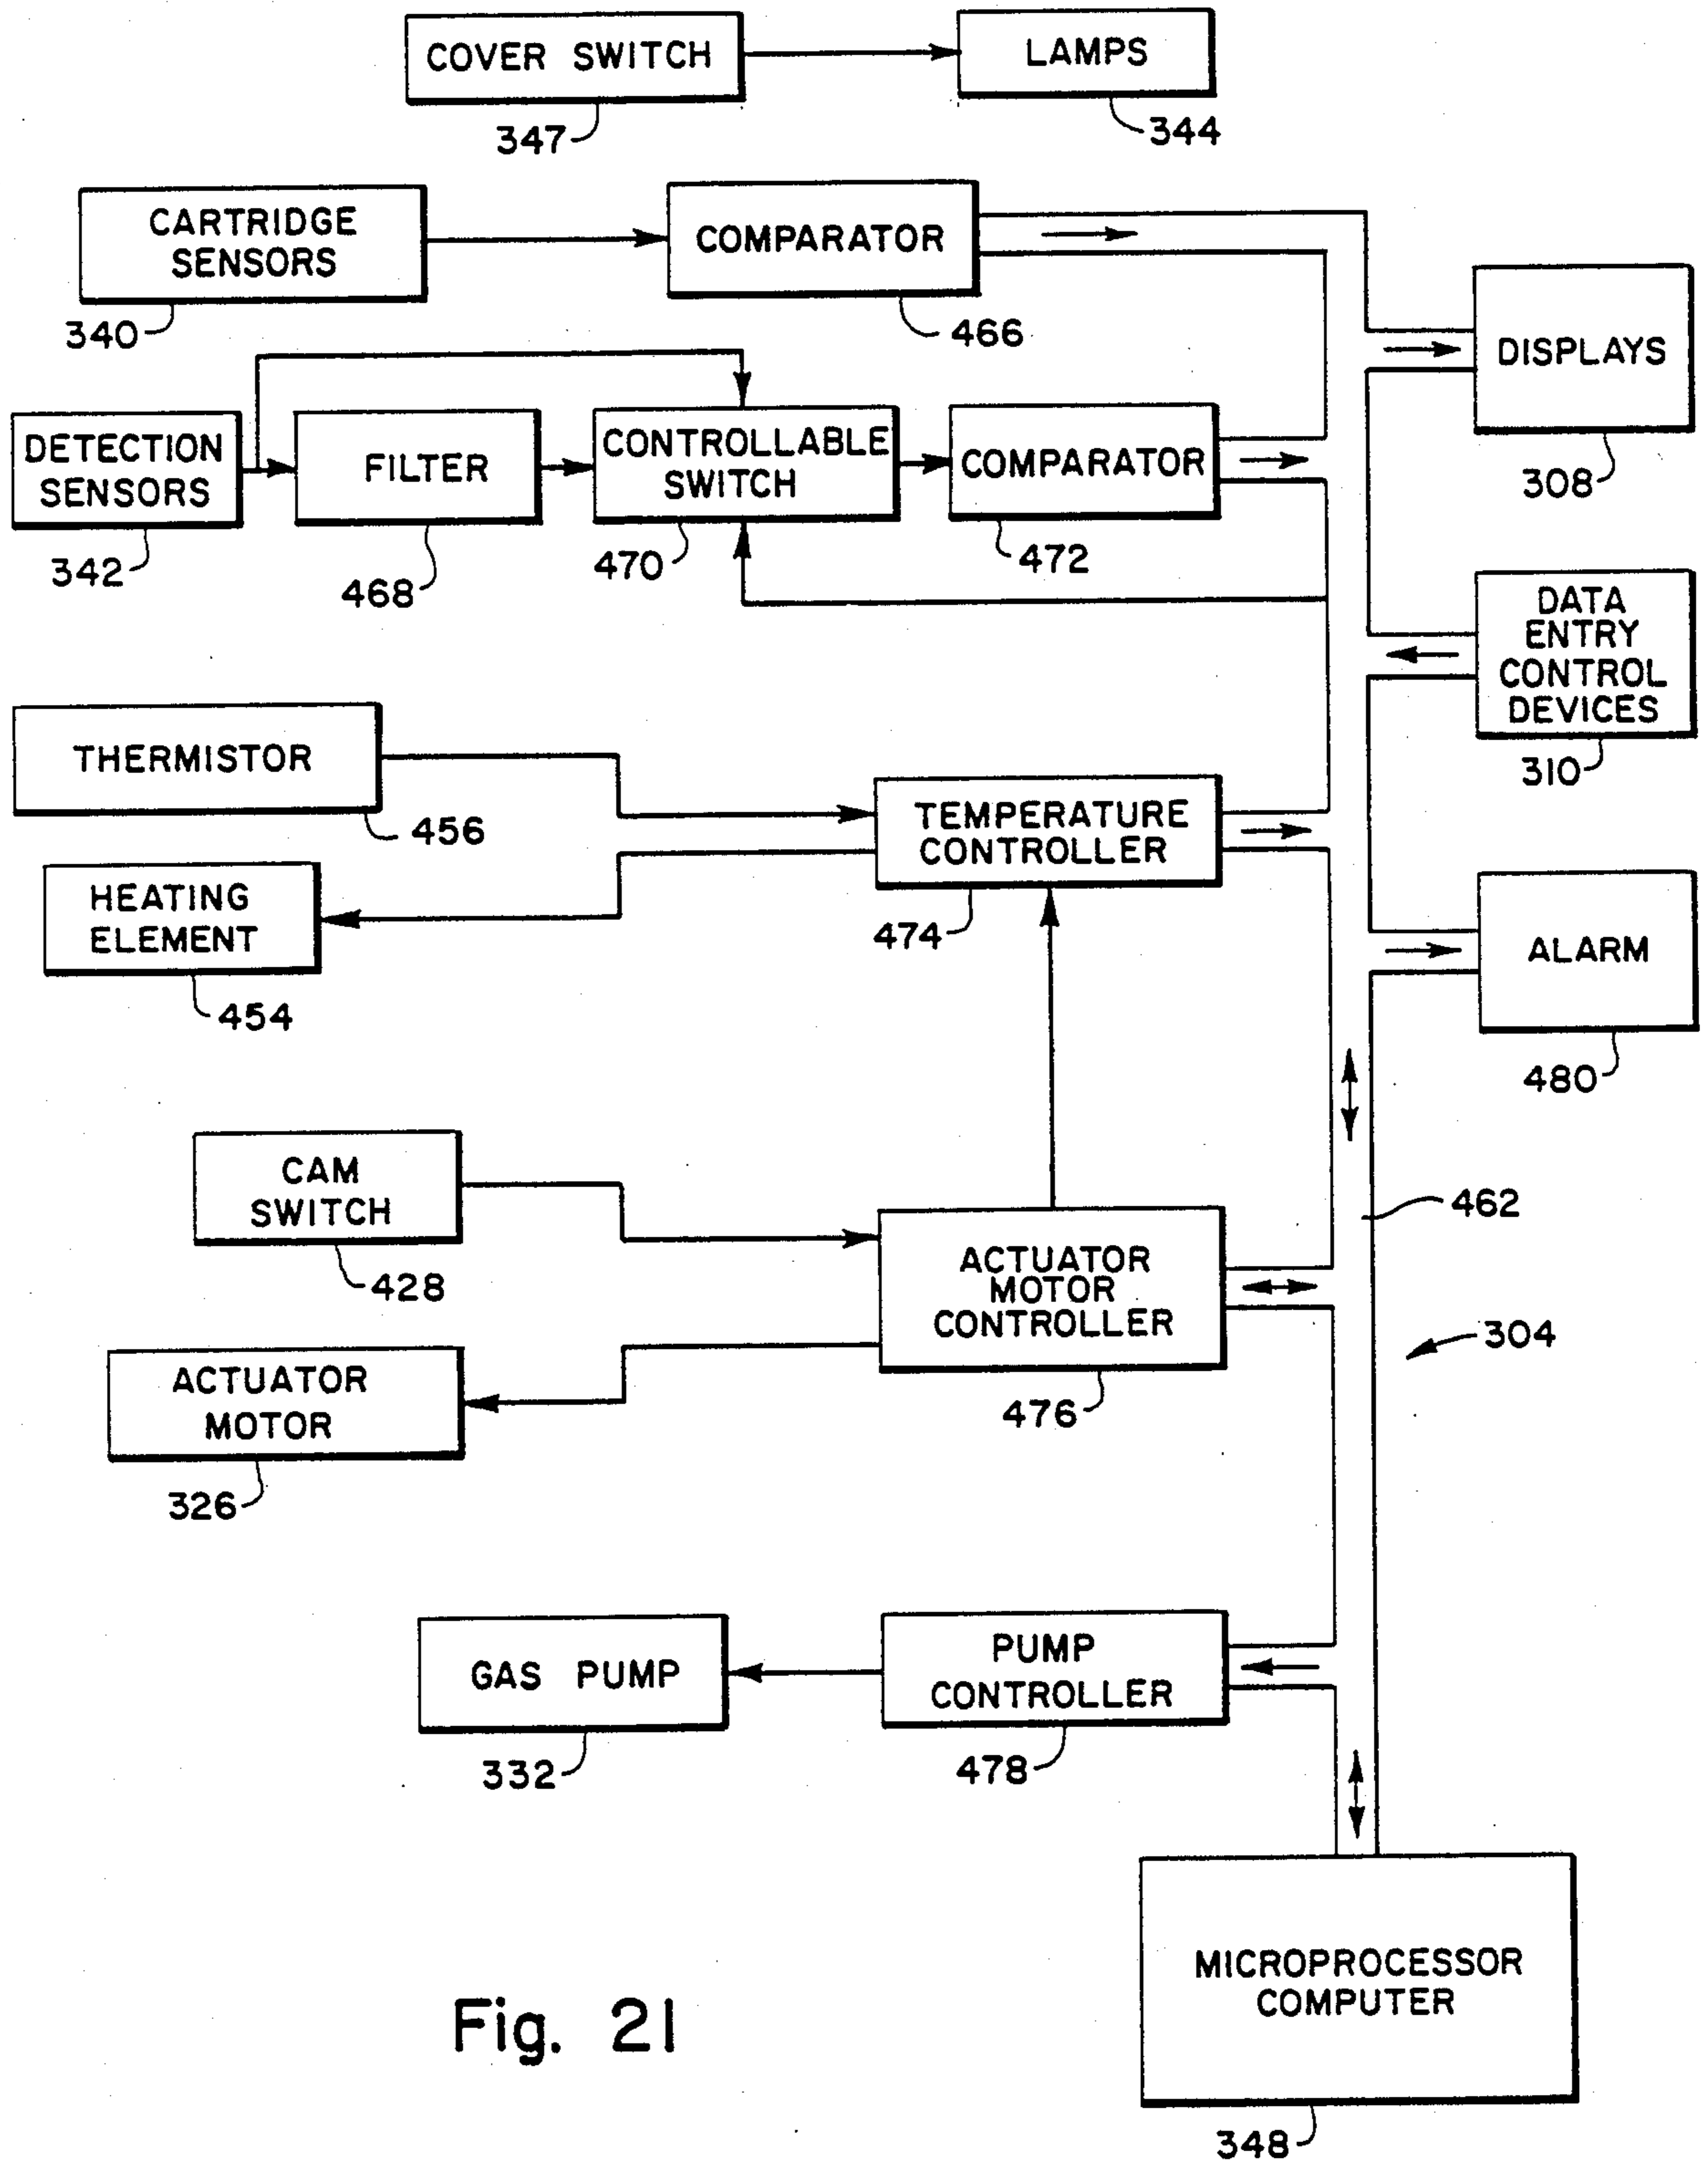 COVER SWITCH
347
LAMPS
344
CARTRIDGE
SENSORS
340
COMPARATOR
466
DISPLAYS
308
DETECTION
SENSORS
342
FILTER
468
CONTROLLABLE
SWITCH
470
COMPARATOR
472
DATA
ENTRY
CONTROL
DEVICES
310
THERMISTOR
456
TEMPERATURE
CONTROLLER
474
HEATING
ELEMENT
454
ALARM
480
CAM
SWITCH
428
462
ACTUATOR
MOTOR
CONTROLLER
476
304
ACTUATOR
MOTOR
326
GAS PUMP
332
PUMP
CONTROLLER
478
MICROPROCESSOR
COMPUTER
348
Fig. 21